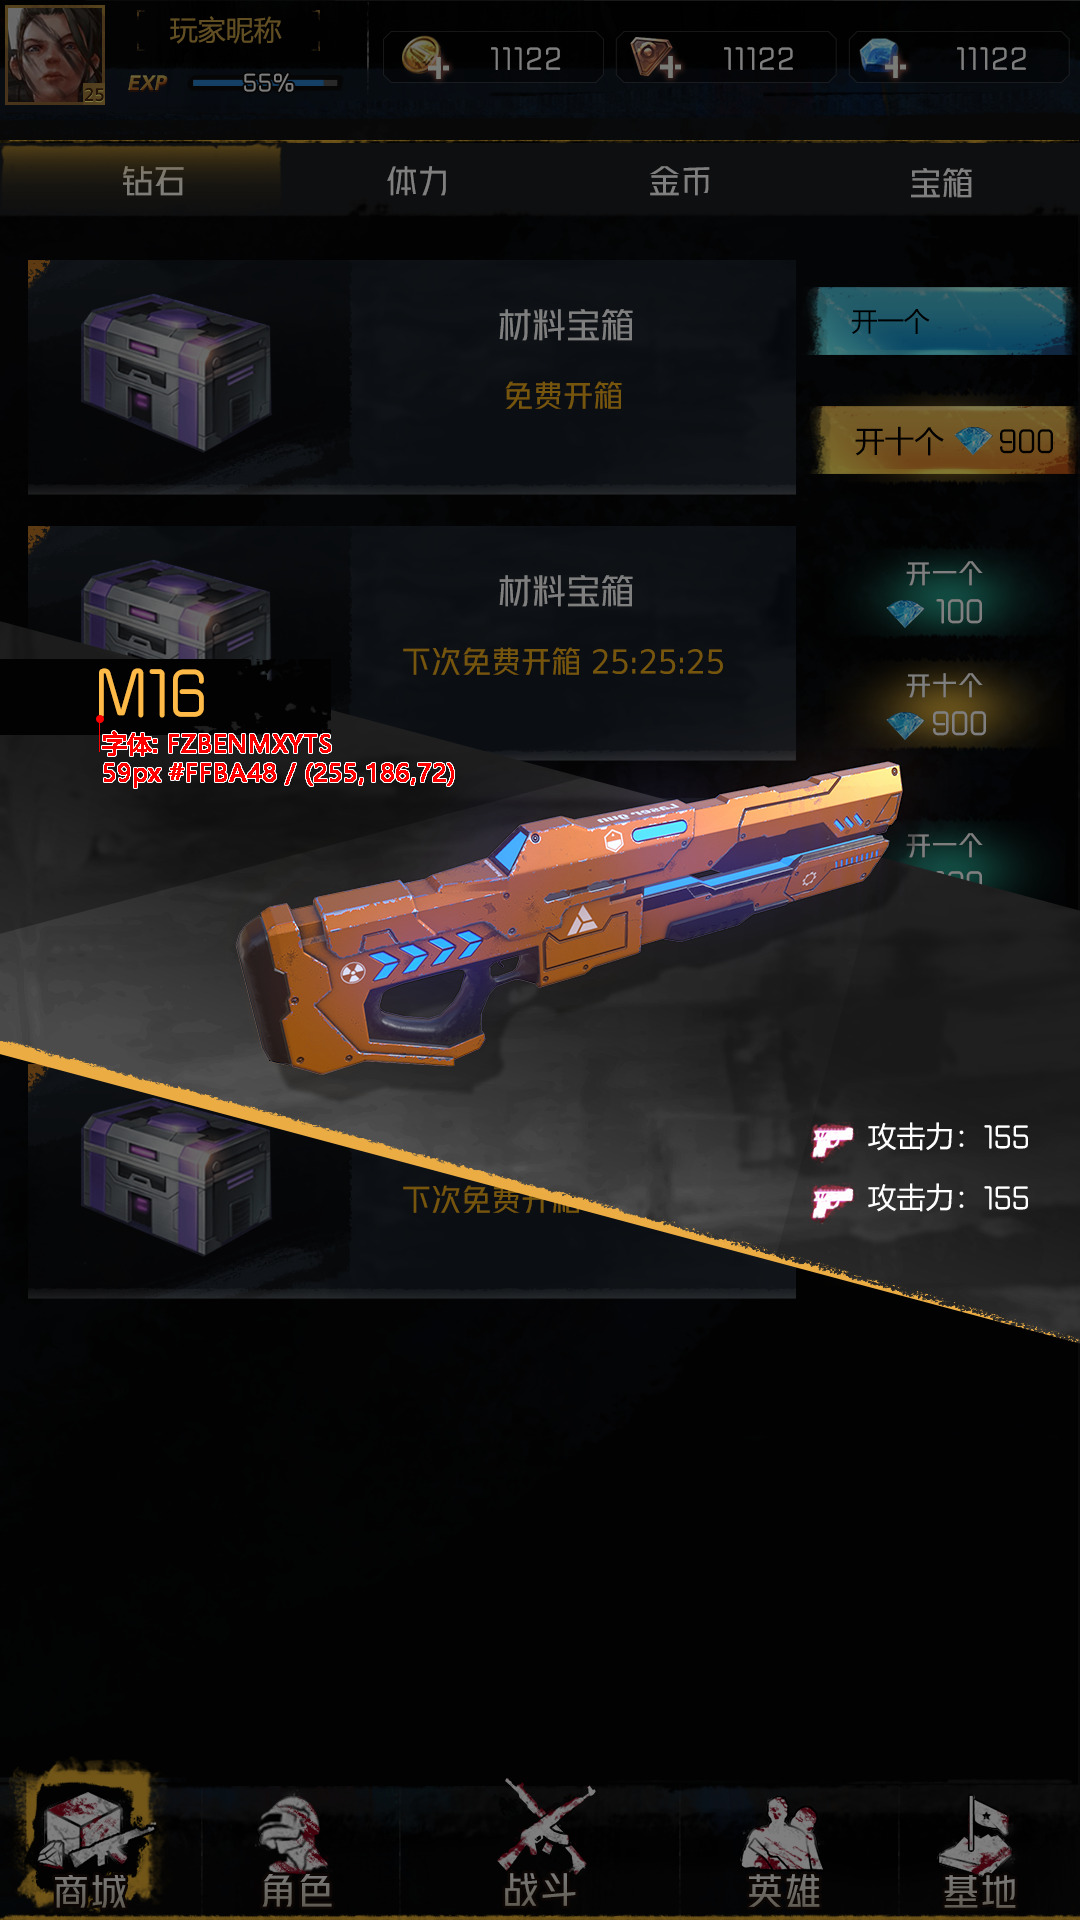 玩家昵称
25
EXP 55%
11122
11122
11122
钻石
体力
金币
宝箱
材料宝箱
免费开箱
开一个
开十个 900
材料宝箱
下次免费开箱 25:25:25
开一个
100
开十个
900
M16
字体: FZBENMXYTS
59px #FFBA48 / (255,186,72)
开一个
攻击力： 155
攻击力： 155
下次免费开箱
商城
角色
战斗
英雄
基地